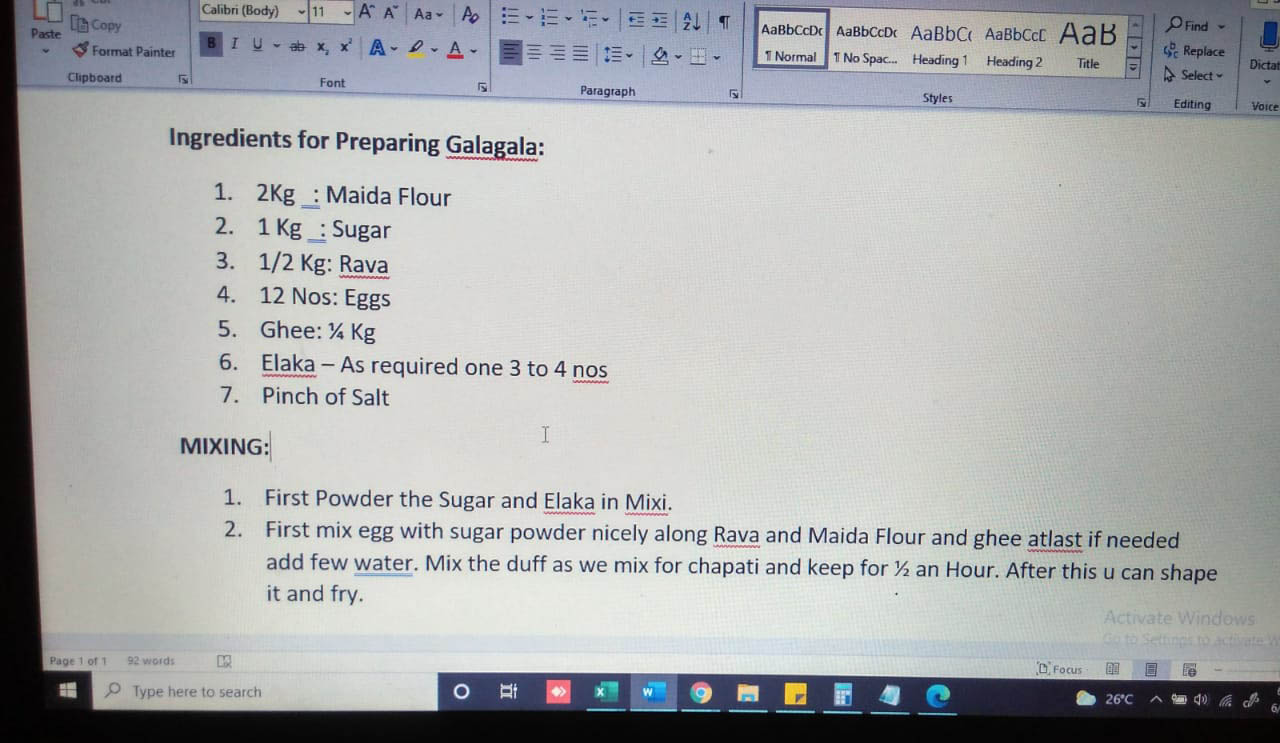 Calibri (Body) 11 Aa
Paste
Copy
Format Painter
B I U ab x₂ x² A A
Clipboard
Font
Paragraph
AaBbCcDc AaBbCcDc AaBbC AaBbCcD AaB
¶ Normal ¶ No Spac... Heading 1 Heading 2 Title
Styles
Find
Replace
Select
Editing
Voice
Ingredients for Preparing Galagala:
1. 2Kg : Maida Flour
2. 1 Kg : Sugar
3. 1/2 Kg: Rava
4. 12 Nos: Eggs
5. Ghee: ¼ Kg
6. Elaka – As required one 3 to 4 nos
7. Pinch of Salt
MIXING:
1. First Powder the Sugar and Elaka in Mixi.
2. First mix egg with sugar powder nicely along Rava and Maida Flour and ghee atlast if needed
add few water. Mix the duff as we mix for chapati and keep for ½ an Hour. After this u can shape
it and fry.
Activate Windows
Go to Settings to activate
Page 1 of 1 92 words
Focus
Type here to search
26°C